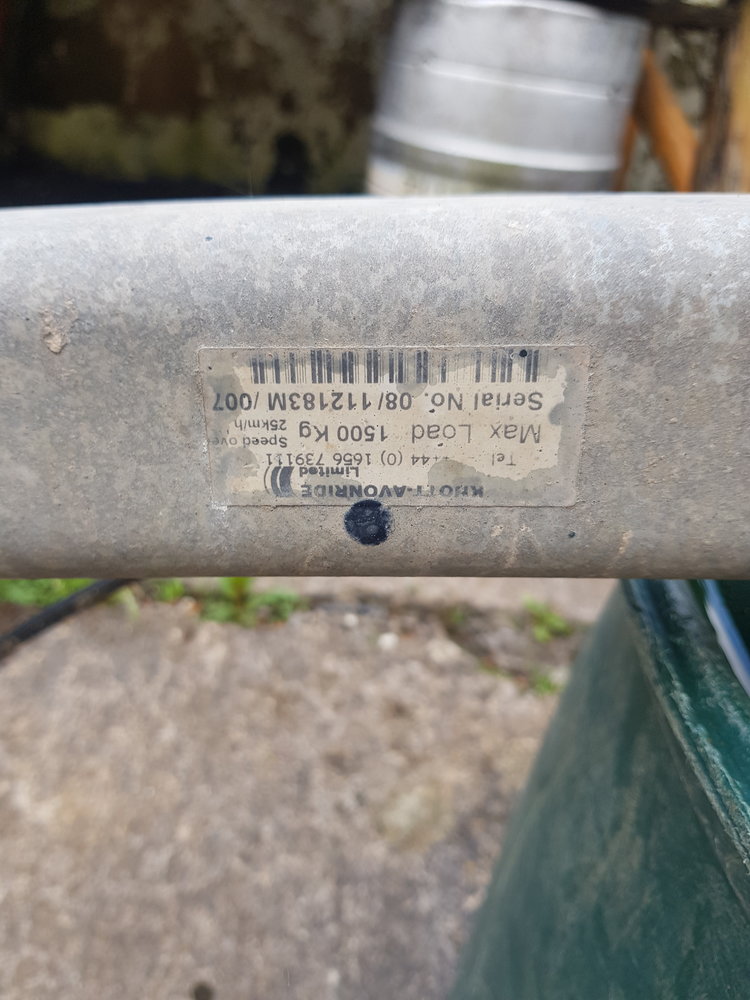 KNOTT-AVONRIDE
Limited
Tel ++44 (0) 1656 739111
Max Load 1500 Kg
Speed ove
25km/h
Serial No. 08/112183M /007